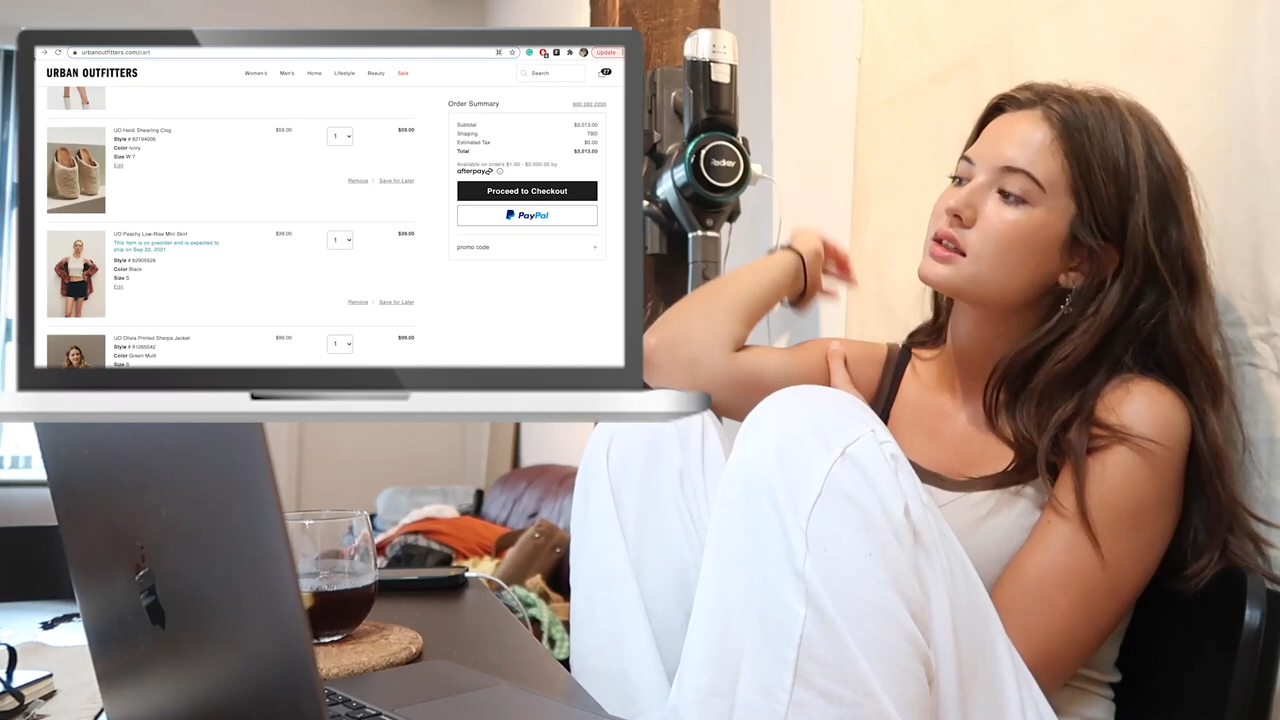 urbanoutfitters.com/cart
Update
URBAN OUTFITTERS
Women's Men's Home Lifestyle Beauty Sale
Search
27
UO Heidi Shearling Clog
Style # 62194006
Color Ivory
Size W 7
Edit
$59.00
1
$59.00
Remove | Save for Later
UO Peachy Low-Rise Mini Skirt
This item is on preorder and is expected to
ship on Sep 22, 2021.
Style # 62905526
Color Black
Size S
Edit
$39.00
1
$39.00
Remove | Save for Later
UO Olivia Printed Sherpa Jacket
Style # 61265542
Color Green Multi
Size S
$99.00
1
$99.00
Order Summary
800.282.2200
Subtotal $3,013.00
Shipping TBD
Estimated Tax $0.00
Total $3,013.00
Available on orders $1.00 - $2,000.00 by
afterpay
Proceed to Checkout
PayPal
promo code +
Redkey